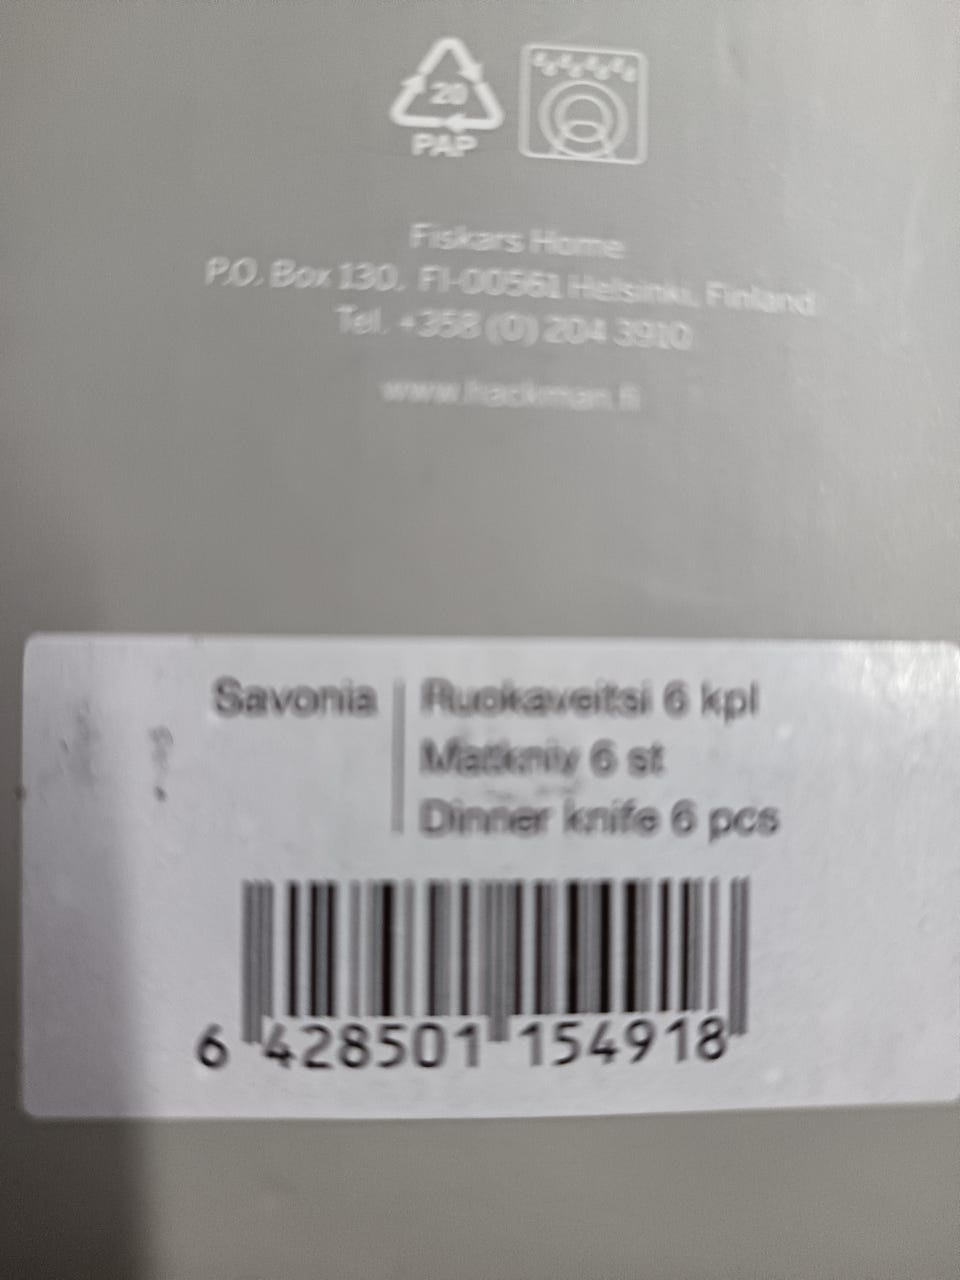 20
PAP
Fiskars Home
P.O. Box 130, FI-00561 Helsinki, Finland
Tel. +358 (0) 204 3910
www.hackman.fi
Savonia
Ruokaveitsi 6 kpl
Matkniv 6 st
Dinner knife 6 pcs
6 428501 154918